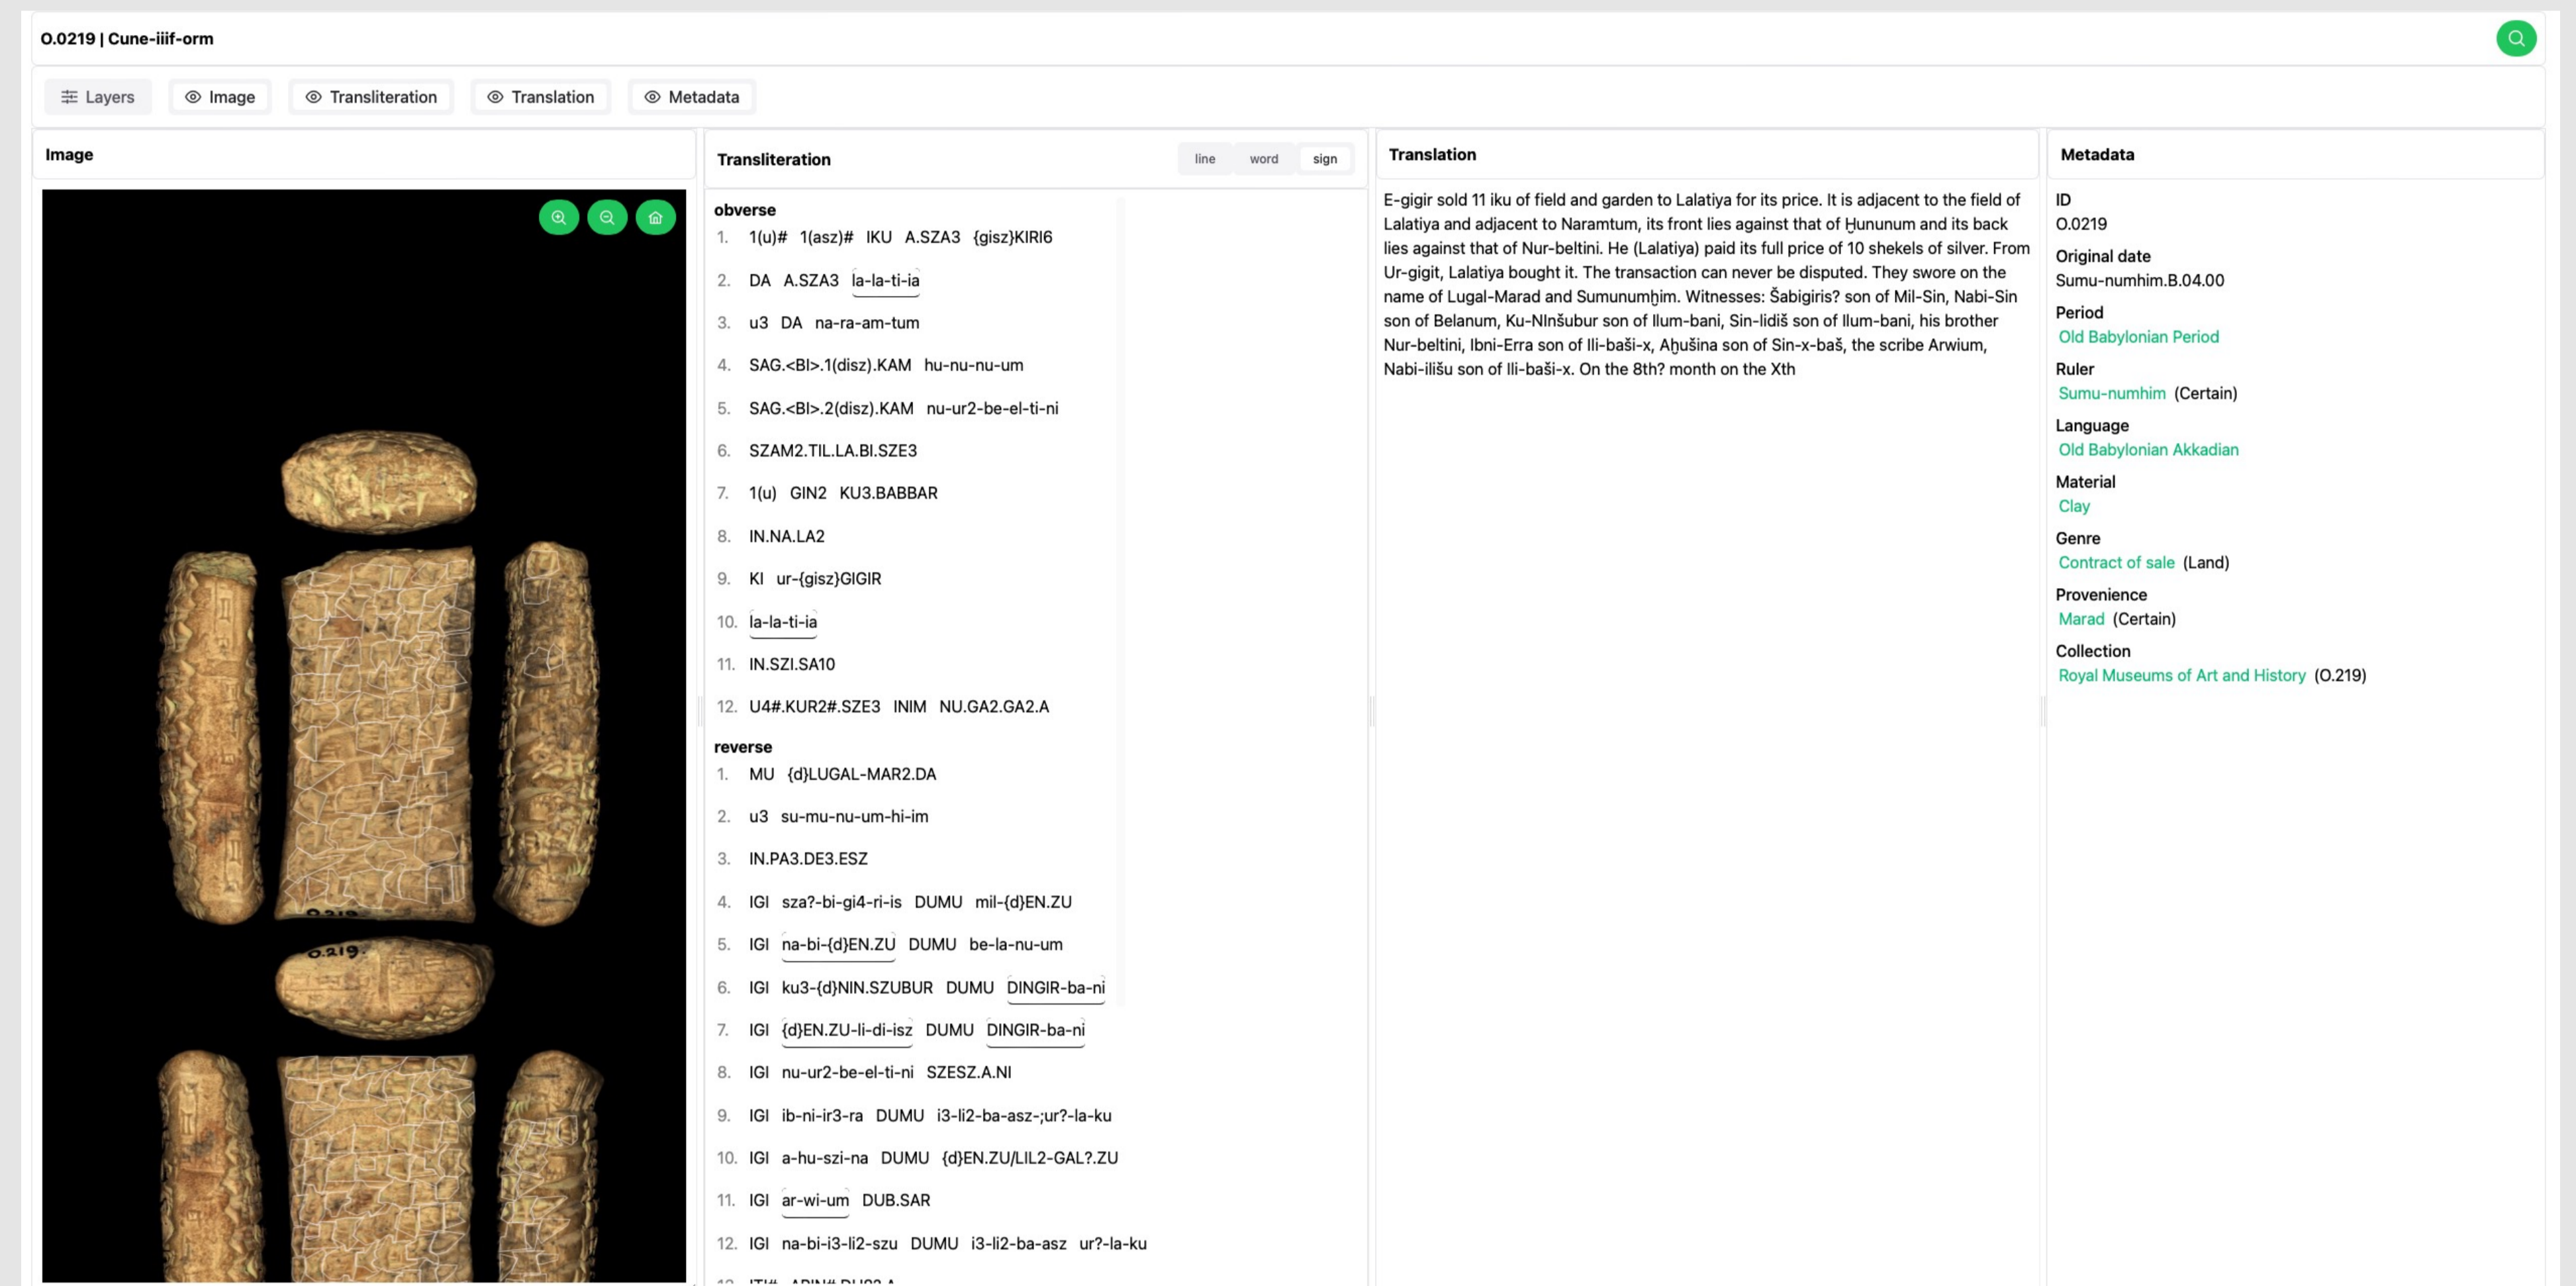 O.0219 | Cune-iiif-orm
Layers Image Transliteration Translation Metadata
Image
O.219
O.219.
Transliteration line word sign
obverse
1. 1(u)# 1(asz)# IKU A.SZA3 {gisz}KIRI6
2. DA A.SZA3 la-la-ti-ia
3. u3 DA na-ra-am-tum
4. SAG.<BI>.1(disz).KAM hu-nu-nu-um
5. SAG.<BI>.2(disz).KAM nu-ur2-be-el-ti-ni
6. SZAM2.TIL.LA.BI.SZE3
7. 1(u) GIN2 KU3.BABBAR
8. IN.NA.LA2
9. KI ur-{gisz}GIGIR
10. la-la-ti-ia
11. IN.SZI.SA10
12. U4#.KUR2#.SZE3 INIM NU.GA2.GA2.A
reverse
1. MU {d}LUGAL-MAR2.DA
2. u3 su-mu-nu-um-hi-im
3. IN.PA3.DE3.ESZ
4. IGI sza?-bi-gi4-ri-is DUMU mil-{d}EN.ZU
5. IGI na-bi-{d}EN.ZU DUMU be-la-nu-um
6. IGI ku3-{d}NIN.SZUBUR DUMU DINGIR-ba-ni
7. IGI {d}EN.ZU-li-di-isz DUMU DINGIR-ba-ni
8. IGI nu-ur2-be-el-ti-ni SZESZ.A.NI
9. IGI ib-ni-ir3-ra DUMU i3-li2-ba-asz-;ur?-la-ku
10. IGI a-hu-szi-na DUMU {d}EN.ZU/LIL2-GAL?.ZU
11. IGI ar-wi-um DUB.SAR
12. IGI na-bi-i3-li2-szu DUMU i3-li2-ba-asz ur?-la-ku
Translation
E-gigir sold 11 iku of field and garden to Lalatiya for its price. It is adjacent to the field of
Lalatiya and adjacent to Naramtum, its front lies against that of Ḫununum and its back
lies against that of Nur-beltini. He (Lalatiya) paid its full price of 10 shekels of silver. From
Ur-gigit, Lalatiya bought it. The transaction can never be disputed. They swore on the
name of Lugal-Marad and Sumunumḫim. Witnesses: Šabigiris? son of Mil-Sin, Nabi-Sin
son of Belanum, Ku-NInšubur son of Ilum-bani, Sin-lidiš son of Ilum-bani, his brother
Nur-beltini, Ibni-Erra son of Ili-baši-x, Aḫušina son of Sin-x-baš, the scribe Arwium,
Nabi-ilišu son of Ili-baši-x. On the 8th? month on the Xth
Metadata
ID
O.0219
Original date
Sumu-numhim.B.04.00
Period
Old Babylonian Period
Ruler
Sumu-numhim (Certain)
Language
Old Babylonian Akkadian
Material
Clay
Genre
Contract of sale (Land)
Provenience
Marad (Certain)
Collection
Royal Museums of Art and History (O.219)